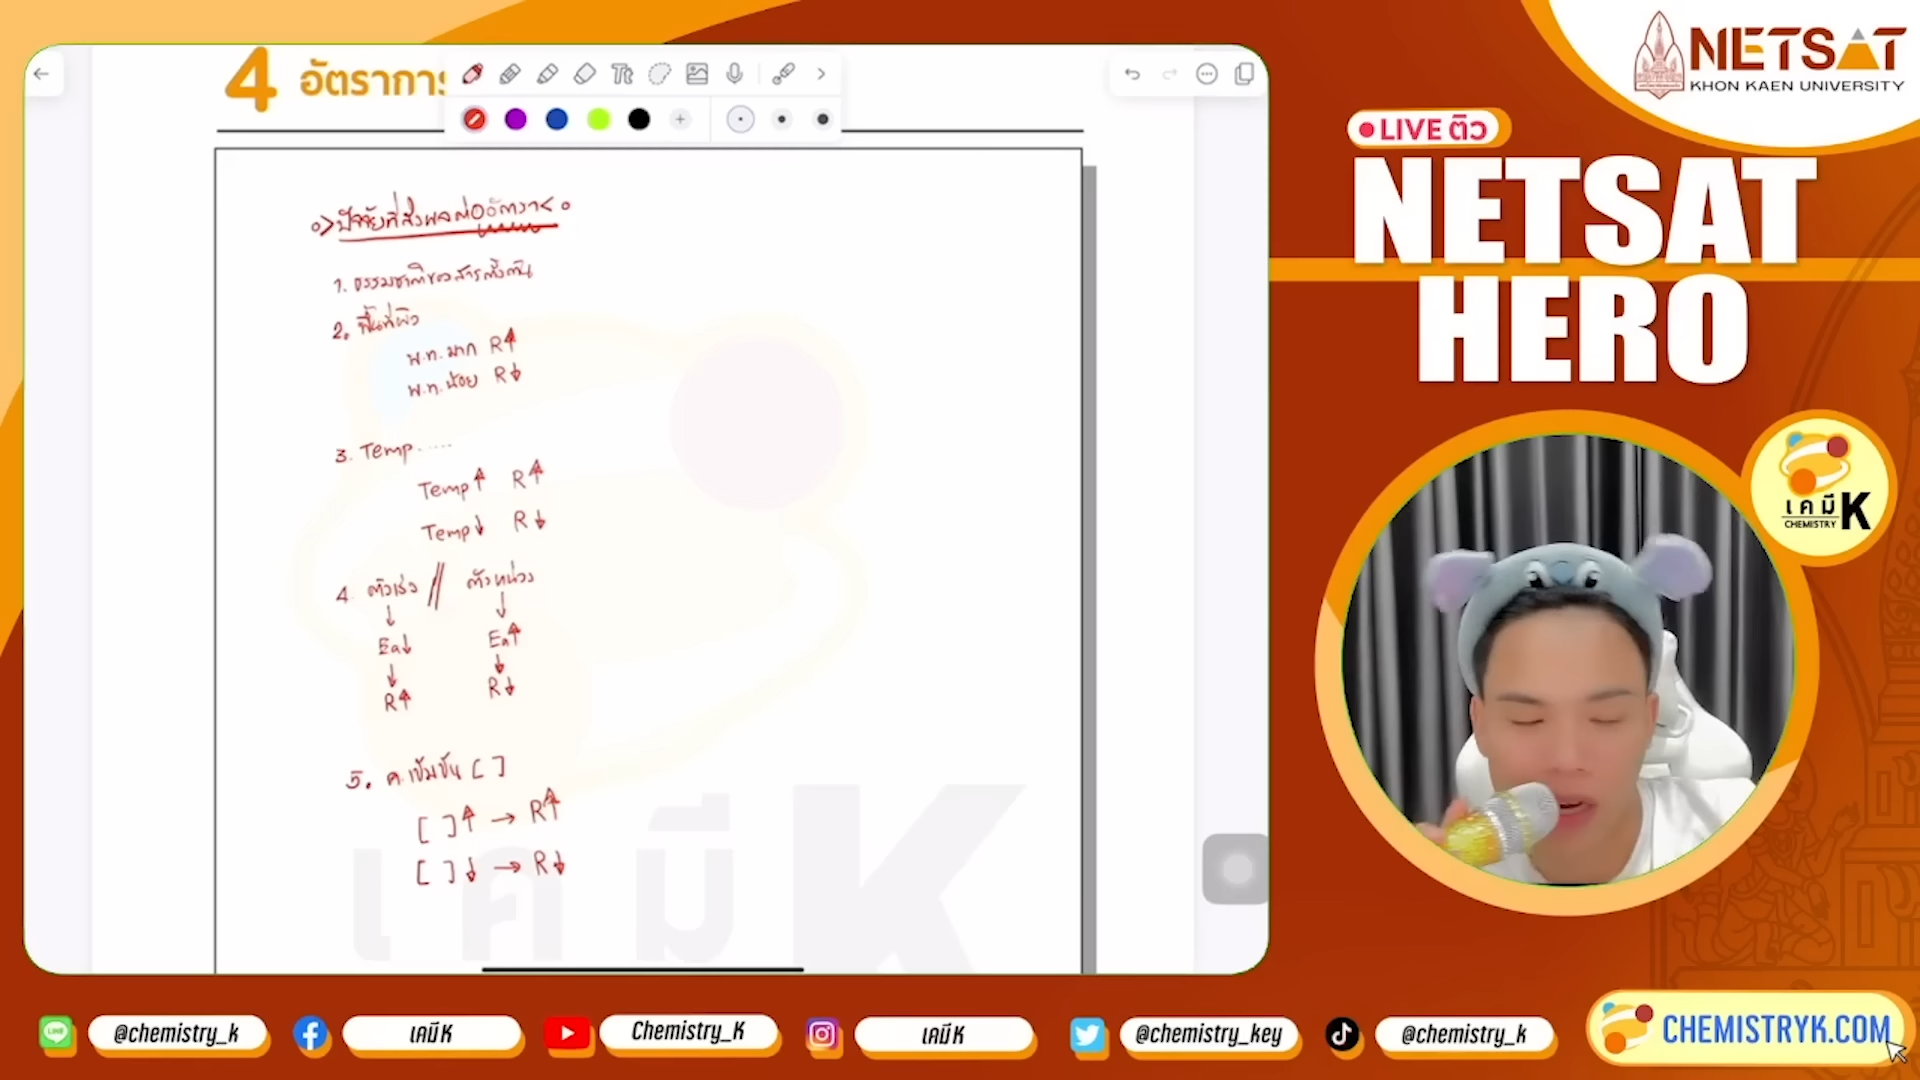 4 อัตราการ
NETSAT
KHON KAEN UNIVERSITY
LIVE ติว
NETSAT
HERO
ปัจจัยที่ส่งผลต่ออัตรา
1. ธรรมชาติของสารตั้งต้น
2. พื้นที่ผิว
พ.ท. มาก R↑
พ.ท. น้อย R↓
3. Temp.....
Temp↑ R↑
Temp↓ R↓
4 ตัวเร่ง // ตัวหน่วง
↓ ↓
Ea↓ Ea↑
↓ ↓
R↑ R↓
5. ค.เข้มข้น [ ]
[ ]↑ → R↑
[ ]↓ → R↓
เคมี K
เคมี K
CHEMISTRY
@chemistry_k
เคมี K
Chemistry_K
เคมี K
@chemistry_key
@chemistry_k
CHEMISTRYK.COM